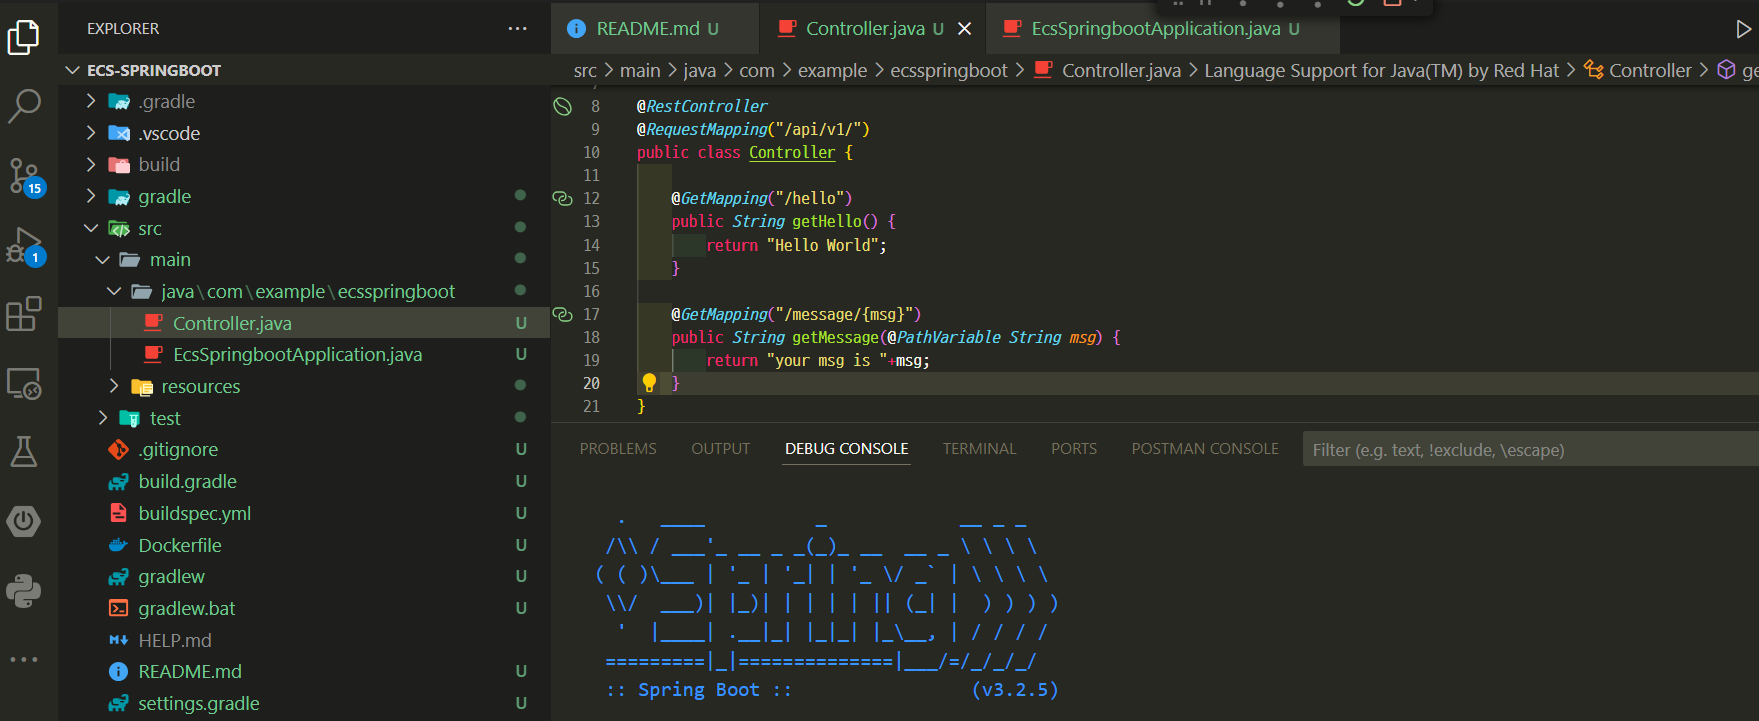 EXPLORER
ECS-SPRINGBOOT
.gradle
.vscode
build
gradle
src
main
java\com\example\ecsspringboot
Controller.java U
EcsSpringbootApplication.java U
resources
test
.gitignore U
build.gradle U
buildspec.yml U
Dockerfile U
gradlew U
gradlew.bat U
HELP.md
README.md U
settings.gradle U
15
1
README.md U
Controller.java U
EcsSpringbootApplication.java U
src > main > java > com > example > ecsspringboot > Controller.java > Language Support for Java(TM) by Red Hat > Controller > ge
8 @RestController
9 @RequestMapping("/api/v1/")
10 public class Controller {
11
12 @GetMapping("/hello")
13 public String getHello() {
14 return "Hello World";
15 }
16
17 @GetMapping("/message/{msg}")
18 public String getMessage(@PathVariable String msg) {
19 return "your msg is "+msg;
20 }
21 }
PROBLEMS OUTPUT DEBUG CONSOLE TERMINAL PORTS POSTMAN CONSOLE Filter (e.g. text, !exclude, \escape)
  .   ____          _            __ _ _
 /\\ / ___'_ __ _ _(_)_ __  __ _ \ \ \ \
( ( )\___ | '_ | '_| | '_ \/ _` | \ \ \ \
 \\/  ___)| |_)| | | | | || (_| |  ) ) ) )
  '  |____| .__|_| |_|_| |_\__, | / / / /
 =========|_|==============|___/=/_/_/_/
 :: Spring Boot :: (v3.2.5)